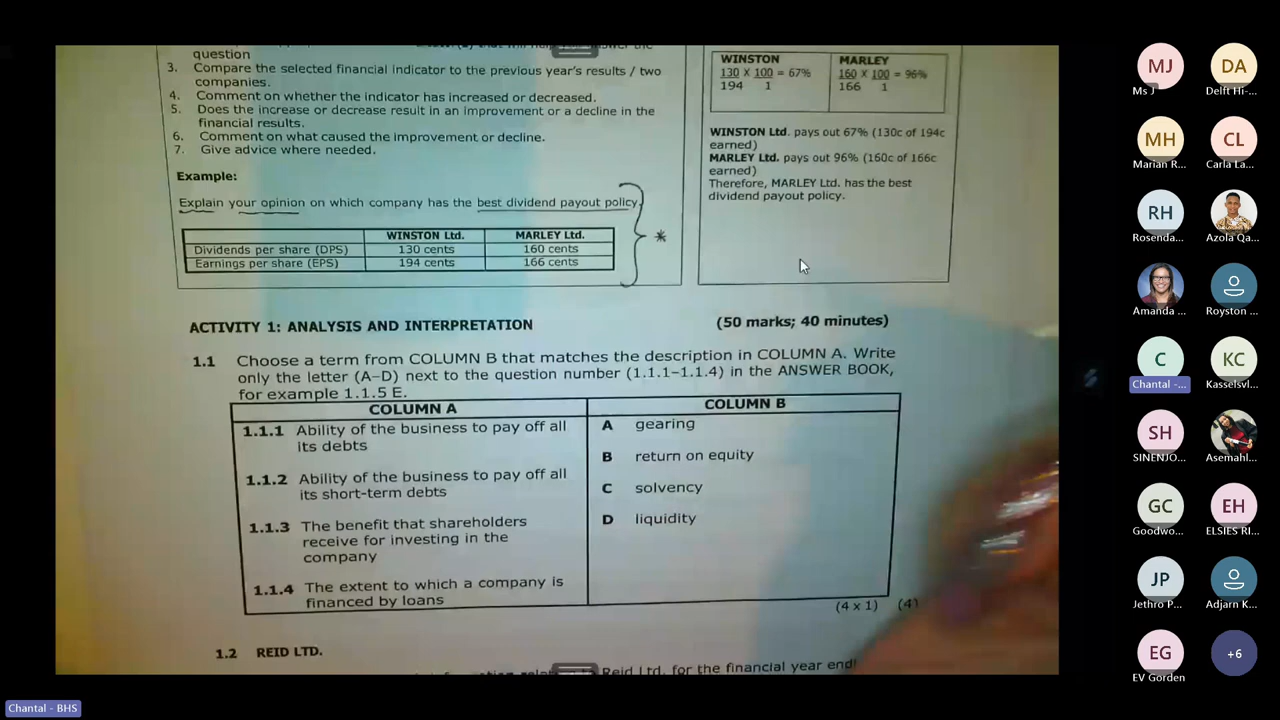 question
3. Compare the selected financial indicator to the previous year's results / two
companies.
4. Comment on whether the indicator has increased or decreased.
5. Does the increase or decrease result in an improvement or a decline in the
financial results.
6. Comment on what caused the improvement or decline.
7. Give advice where needed.
Example:
Explain your opinion on which company has the best dividend payout policy.
WINSTON Ltd. MARLEY Ltd.
Dividends per share (DPS) 130 cents 160 cents
Earnings per share (EPS) 194 cents 166 cents
*
WINSTON MARLEY
130 X 100 = 67% 160 X 100 = 96%
194 1 166 1
WINSTON Ltd. pays out 67% (130c of 194c
earned)
MARLEY Ltd. pays out 96% (160c of 166c
earned)
Therefore, MARLEY Ltd. has the best
dividend payout policy.
ACTIVITY 1: ANALYSIS AND INTERPRETATION (50 marks; 40 minutes)
1.1 Choose a term from COLUMN B that matches the description in COLUMN A. Write
only the letter (A–D) next to the question number (1.1.1–1.1.4) in the ANSWER BOOK,
for example 1.1.5 E.
COLUMN A COLUMN B
1.1.1 Ability of the business to pay off all
its debts
1.1.2 Ability of the business to pay off all
its short-term debts
1.1.3 The benefit that shareholders
receive for investing in the
company
1.1.4 The extent to which a company is
financed by loans
A gearing
B return on equity
C solvency
D liquidity
(4 x 1) (4)
1.2 REID LTD.
Reid Ltd. for the financial year
MJ DA
Ms J Delft Hi-...
MH CL
Marian R... Carla La...
RH
Rosenda... Azola Qa...
Amanda ... Royston ...
C KC
Chantal -... Kasselsvl...
SH
SINENJO... Asemahl...
GC EH
Goodwo... ELSIES RI...
JP
Jethro P... Adjarn K...
EG +6
EV Gorden
Chantal - BHS